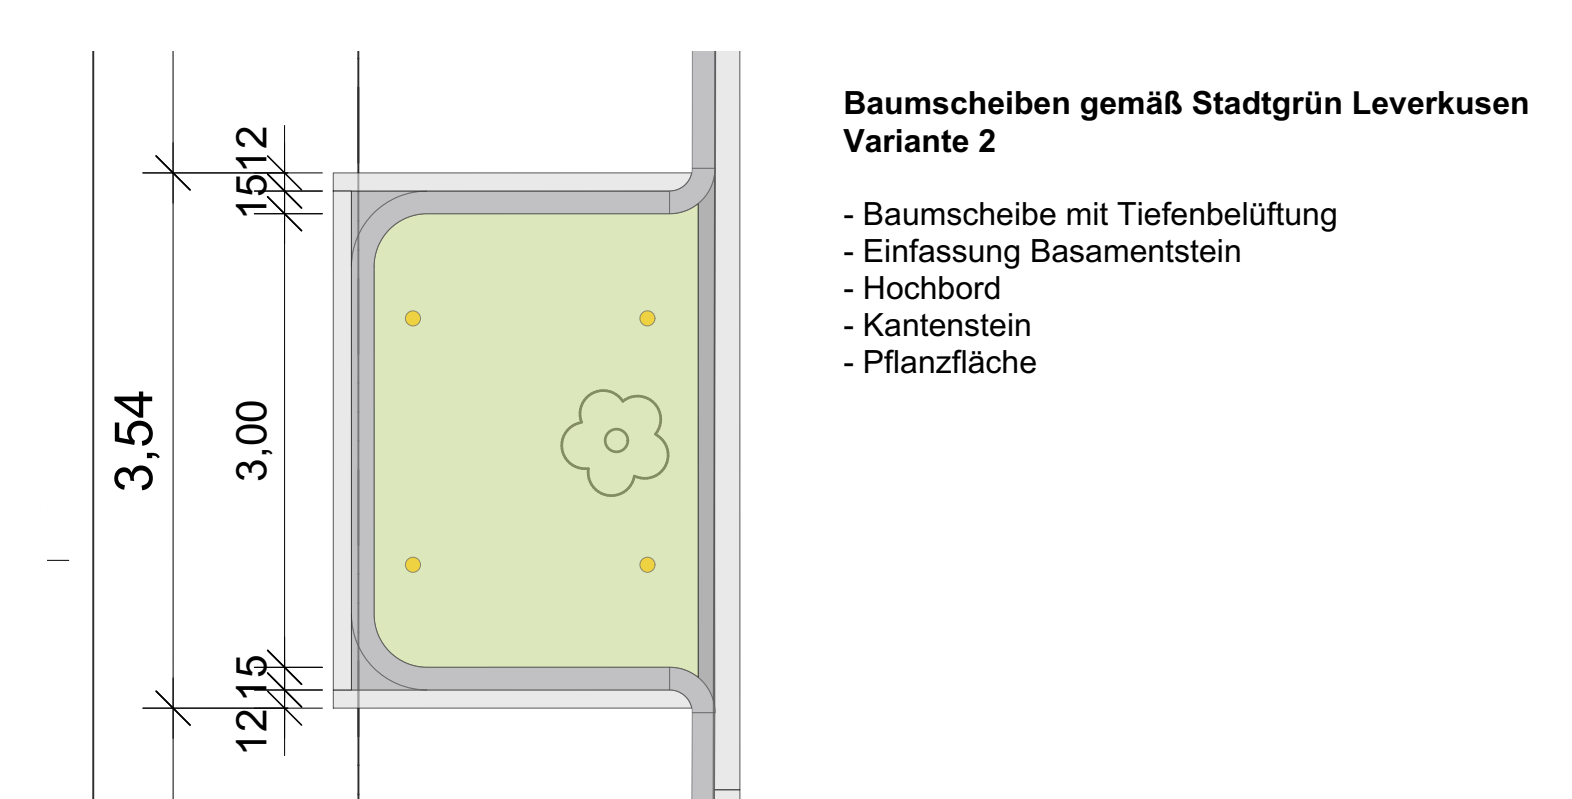 Baumscheiben gemäß Stadtgrün Leverkusen
Variante 2
- Baumscheibe mit Tiefenbelüftung
- Einfassung Basamentstein
- Hochbord
- Kantenstein
- Pflanzfläche
12
15
3,00
3,54
15
12